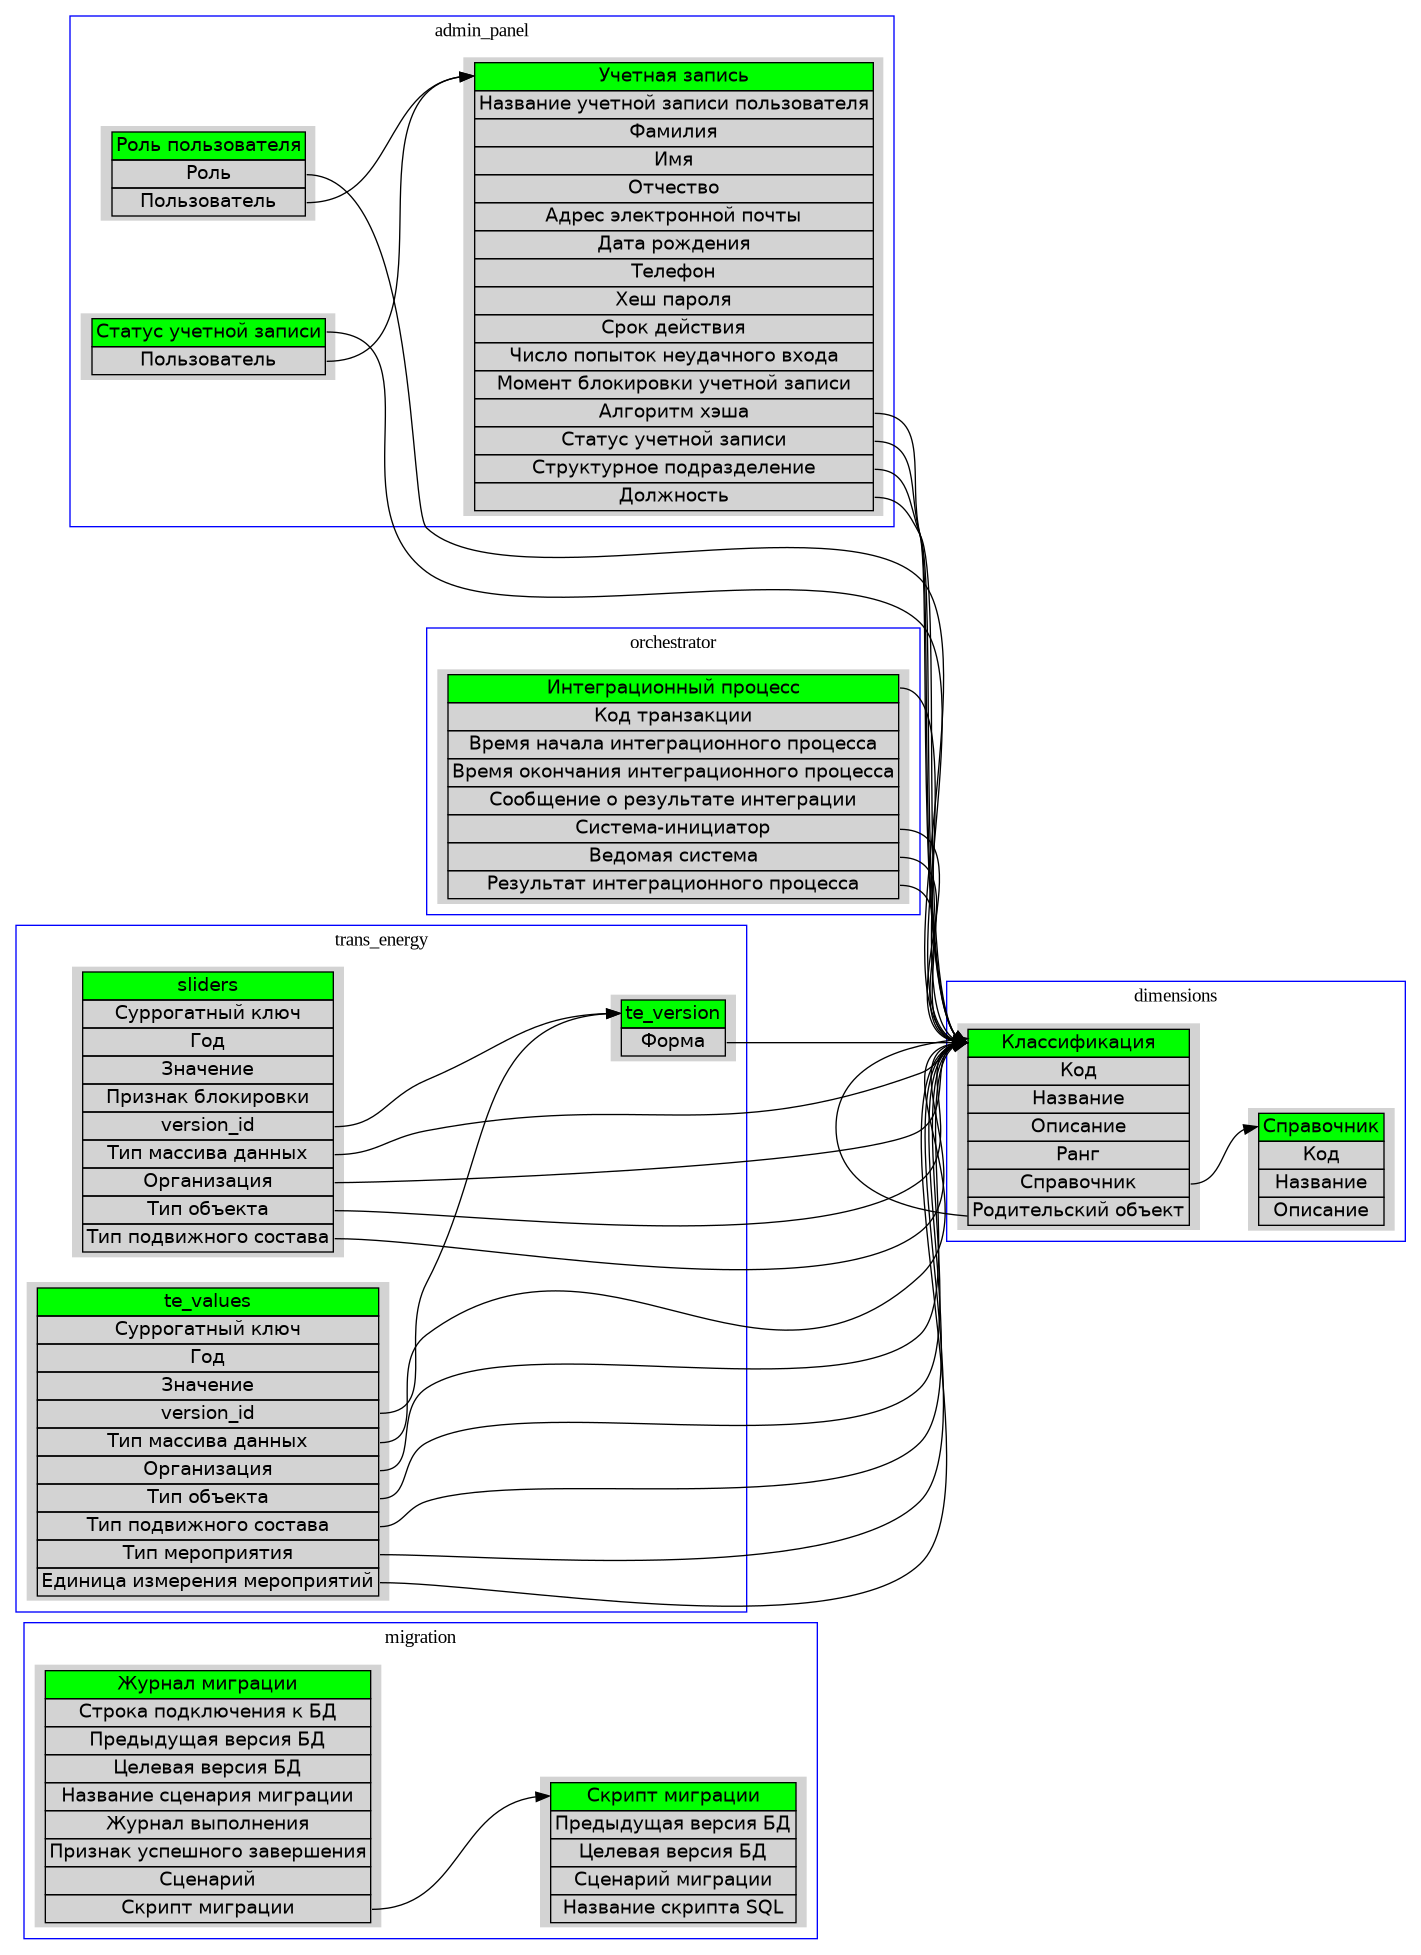 admin_panel
Роль пользователя
Роль
Пользователь
Статус учетной записи
Пользователь
Учетная запись
Название учетной записи пользователя
Фамилия
Имя
Отчество
Адрес электронной почты
Дата рождения
Телефон
Хеш пароля
Срок действия
Число попыток неудачного входа
Момент блокировки учетной записи
Алгоритм хэша
Статус учетной записи
Структурное подразделение
Должность
orchestrator
Интеграционный процесс
Код транзакции
Время начала интеграционного процесса
Время окончания интеграционного процесса
Сообщение о результате интеграции
Система-инициатор
Ведомая система
Результат интеграционного процесса
trans_energy
sliders
Суррогатный ключ
Год
Значение
Признак блокировки
version_id
Тип массива данных
Организация
Тип объекта
Тип подвижного состава
te_version
Форма
te_values
Суррогатный ключ
Год
Значение
version_id
Тип массива данных
Организация
Тип объекта
Тип подвижного состава
Тип мероприятия
Единица измерения мероприятий
dimensions
Классификация
Код
Название
Описание
Ранг
Справочник
Родительский объект
Справочник
Код
Название
Описание
migration
Журнал миграции
Строка подключения к БД
Предыдущая версия БД
Целевая версия БД
Название сценария миграции
Журнал выполнения
Признак успешного завершения
Сценарий
Скрипт миграции
Скрипт миграции
Предыдущая версия БД
Целевая версия БД
Сценарий миграции
Название скрипта SQL